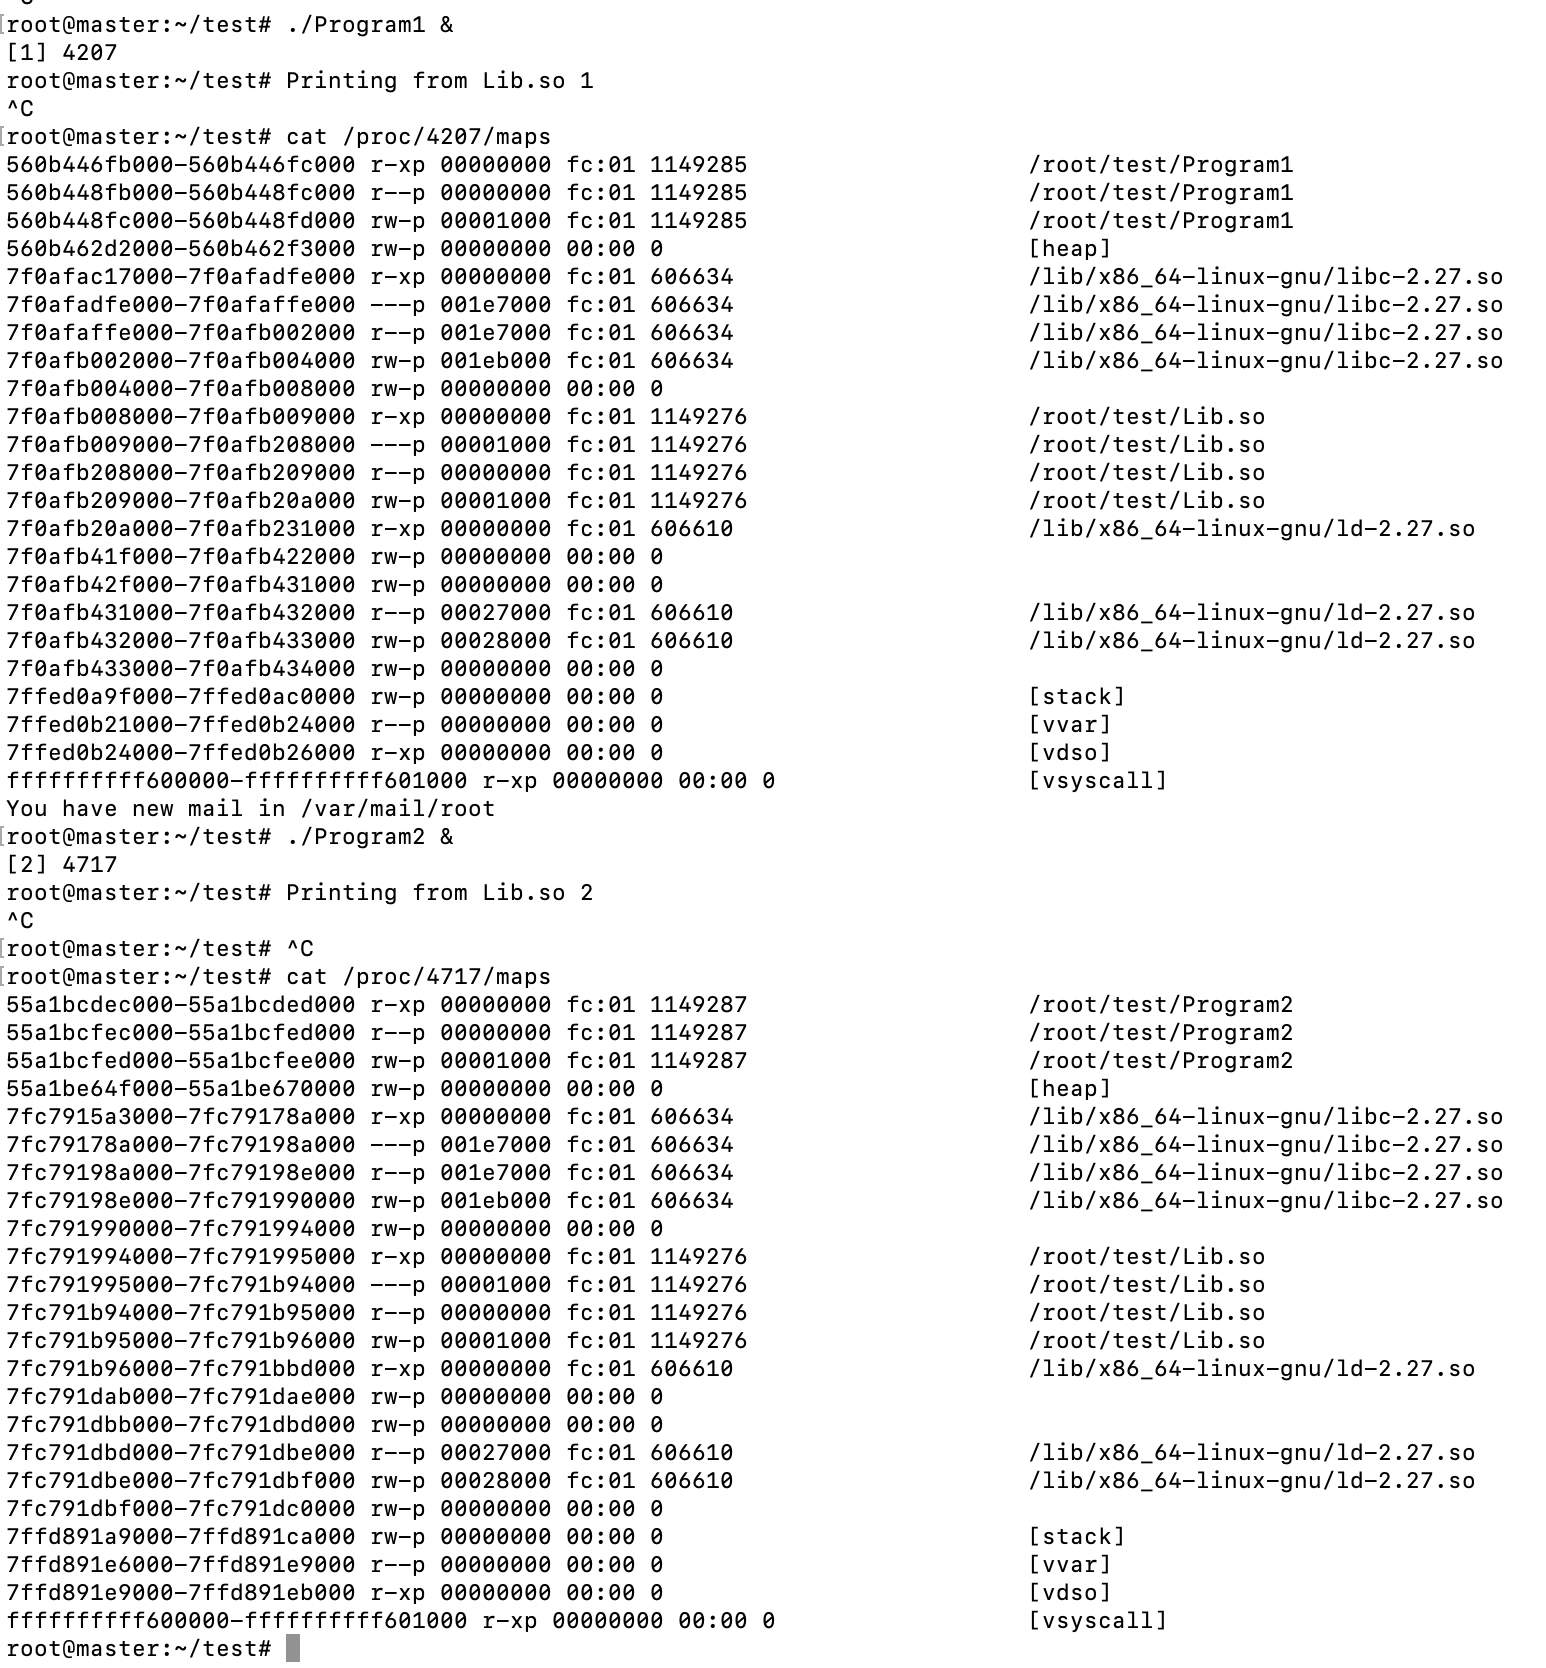 root@master:~/test# ./Program1 &
[1] 4207
root@master:~/test# Printing from Lib.so 1
^C
root@master:~/test# cat /proc/4207/maps
560b446fb000-560b446fc000 r-xp 00000000 fc:01 1149285 /root/test/Program1
560b448fb000-560b448fc000 r--p 00000000 fc:01 1149285 /root/test/Program1
560b448fc000-560b448fd000 rw-p 00001000 fc:01 1149285 /root/test/Program1
560b462d2000-560b462f3000 rw-p 00000000 00:00 0 [heap]
7f0afac17000-7f0afadfe000 r-xp 00000000 fc:01 606634 /lib/x86_64-linux-gnu/libc-2.27.so
7f0afadfe000-7f0afaffe000 ---p 001e7000 fc:01 606634 /lib/x86_64-linux-gnu/libc-2.27.so
7f0afaffe000-7f0afb002000 r--p 001e7000 fc:01 606634 /lib/x86_64-linux-gnu/libc-2.27.so
7f0afb002000-7f0afb004000 rw-p 001eb000 fc:01 606634 /lib/x86_64-linux-gnu/libc-2.27.so
7f0afb004000-7f0afb008000 rw-p 00000000 00:00 0
7f0afb008000-7f0afb009000 r-xp 00000000 fc:01 1149276 /root/test/Lib.so
7f0afb009000-7f0afb208000 ---p 00001000 fc:01 1149276 /root/test/Lib.so
7f0afb208000-7f0afb209000 r--p 00000000 fc:01 1149276 /root/test/Lib.so
7f0afb209000-7f0afb20a000 rw-p 00001000 fc:01 1149276 /root/test/Lib.so
7f0afb20a000-7f0afb231000 r-xp 00000000 fc:01 606610 /lib/x86_64-linux-gnu/ld-2.27.so
7f0afb41f000-7f0afb422000 rw-p 00000000 00:00 0
7f0afb42f000-7f0afb431000 rw-p 00000000 00:00 0
7f0afb431000-7f0afb432000 r--p 00027000 fc:01 606610 /lib/x86_64-linux-gnu/ld-2.27.so
7f0afb432000-7f0afb433000 rw-p 00028000 fc:01 606610 /lib/x86_64-linux-gnu/ld-2.27.so
7f0afb433000-7f0afb434000 rw-p 00000000 00:00 0
7ffed0a9f000-7ffed0ac0000 rw-p 00000000 00:00 0 [stack]
7ffed0b21000-7ffed0b24000 r--p 00000000 00:00 0 [vvar]
7ffed0b24000-7ffed0b26000 r-xp 00000000 00:00 0 [vdso]
ffffffffff600000-ffffffffff601000 r-xp 00000000 00:00 0 [vsyscall]
You have new mail in /var/mail/root
root@master:~/test# ./Program2 &
[2] 4717
root@master:~/test# Printing from Lib.so 2
^C
root@master:~/test# ^C
root@master:~/test# cat /proc/4717/maps
55a1bcdec000-55a1bcded000 r-xp 00000000 fc:01 1149287 /root/test/Program2
55a1bcfec000-55a1bcfed000 r--p 00000000 fc:01 1149287 /root/test/Program2
55a1bcfed000-55a1bcfee000 rw-p 00001000 fc:01 1149287 /root/test/Program2
55a1be64f000-55a1be670000 rw-p 00000000 00:00 0 [heap]
7fc7915a3000-7fc79178a000 r-xp 00000000 fc:01 606634 /lib/x86_64-linux-gnu/libc-2.27.so
7fc79178a000-7fc79198a000 ---p 001e7000 fc:01 606634 /lib/x86_64-linux-gnu/libc-2.27.so
7fc79198a000-7fc79198e000 r--p 001e7000 fc:01 606634 /lib/x86_64-linux-gnu/libc-2.27.so
7fc79198e000-7fc791990000 rw-p 001eb000 fc:01 606634 /lib/x86_64-linux-gnu/libc-2.27.so
7fc791990000-7fc791994000 rw-p 00000000 00:00 0
7fc791994000-7fc791995000 r-xp 00000000 fc:01 1149276 /root/test/Lib.so
7fc791995000-7fc791b94000 ---p 00001000 fc:01 1149276 /root/test/Lib.so
7fc791b94000-7fc791b95000 r--p 00000000 fc:01 1149276 /root/test/Lib.so
7fc791b95000-7fc791b96000 rw-p 00001000 fc:01 1149276 /root/test/Lib.so
7fc791b96000-7fc791bbd000 r-xp 00000000 fc:01 606610 /lib/x86_64-linux-gnu/ld-2.27.so
7fc791dab000-7fc791dae000 rw-p 00000000 00:00 0
7fc791dbb000-7fc791dbd000 rw-p 00000000 00:00 0
7fc791dbd000-7fc791dbe000 r--p 00027000 fc:01 606610 /lib/x86_64-linux-gnu/ld-2.27.so
7fc791dbe000-7fc791dbf000 rw-p 00028000 fc:01 606610 /lib/x86_64-linux-gnu/ld-2.27.so
7fc791dbf000-7fc791dc0000 rw-p 00000000 00:00 0
7ffd891a9000-7ffd891ca000 rw-p 00000000 00:00 0 [stack]
7ffd891e6000-7ffd891e9000 r--p 00000000 00:00 0 [vvar]
7ffd891e9000-7ffd891eb000 r-xp 00000000 00:00 0 [vdso]
ffffffffff600000-ffffffffff601000 r-xp 00000000 00:00 0 [vsyscall]
root@master:~/test#